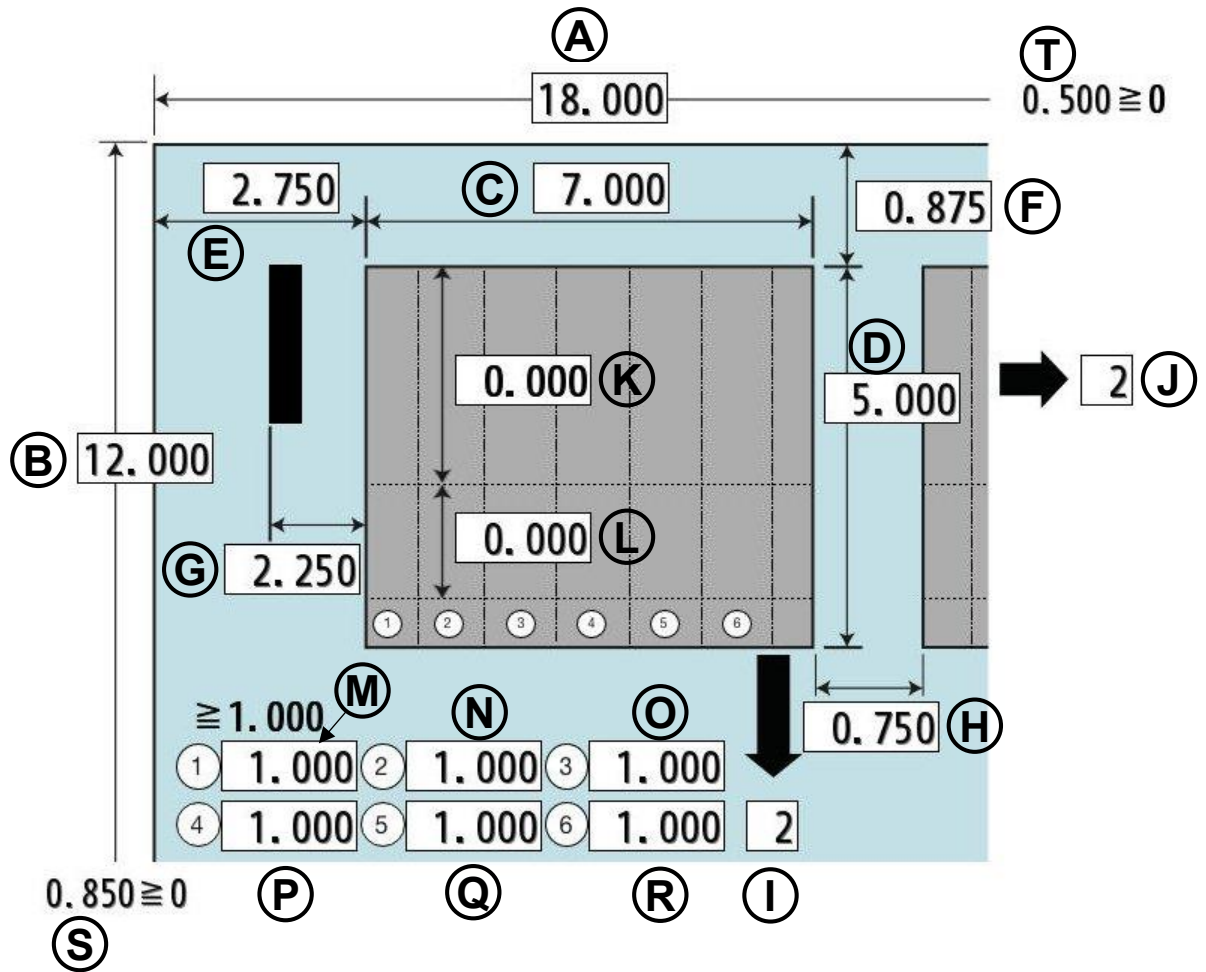 A
T
18. 000
0. 500≧0
2. 750
C
7. 000
0. 875
F
E
D
0. 000
K
5. 000
2
J
B
12. 000
0. 000
L
G
2. 250
1
2
3
4
5
6
M
≧1. 000
N
O
0. 750
H
1
1. 000
2
1. 000
3
1. 000
4
1. 000
5
1. 000
6
1. 000
2
0. 850≧0
P
Q
R
I
S